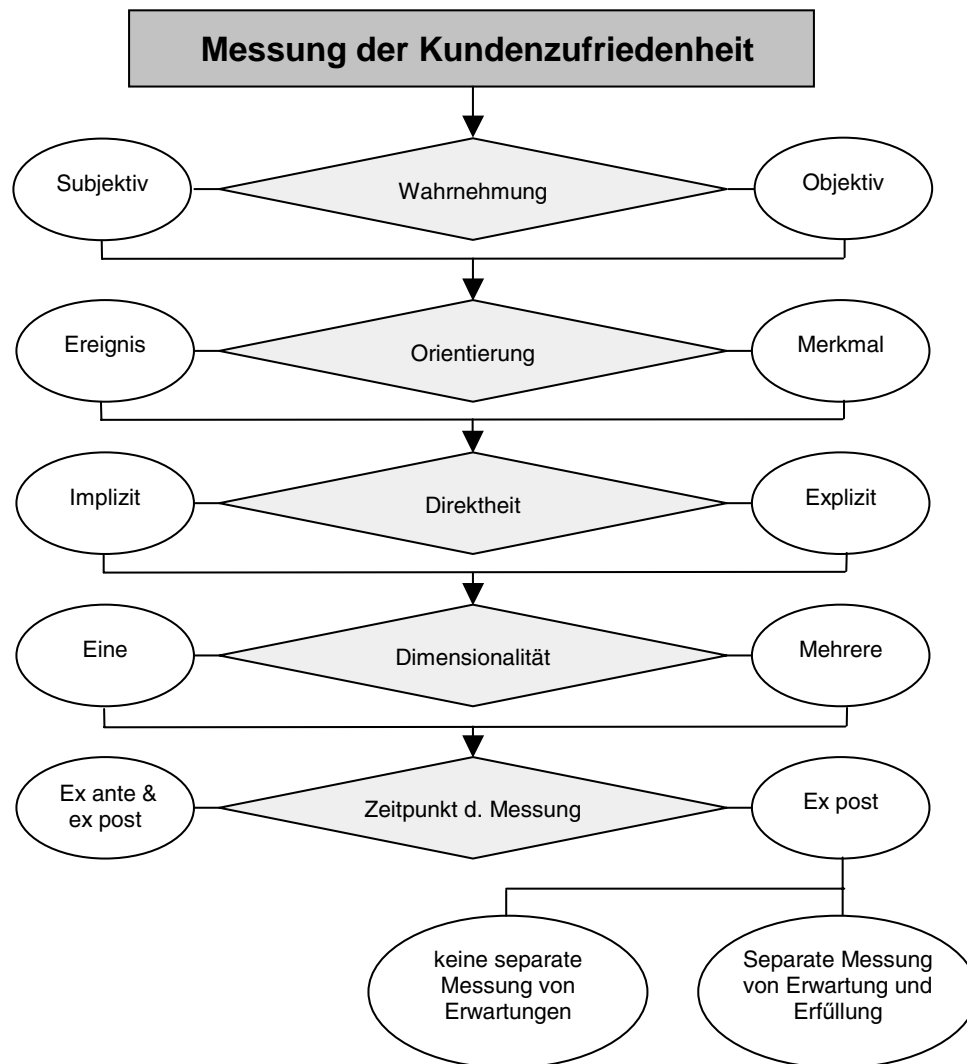 Messung der Kundenzufriedenheit
Subjektiv
Wahrnehmung
Objektiv
Ereignis
Orientierung
Merkmal
Implizit
Direktheit
Explizit
Eine
Dimensionalität
Mehrere
Ex ante &
ex post
Zeitpunkt d. Messung
Ex post
keine separate
Messung von
Erwartungen
Separate Messung
von Erwartung und
Erfüllung